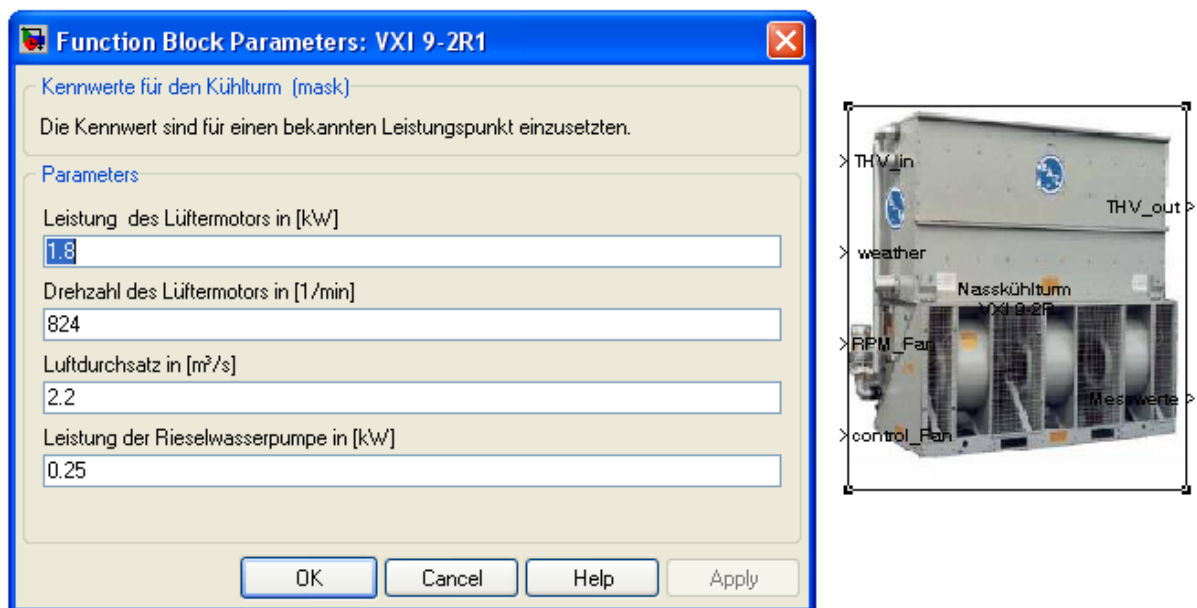 Function Block Parameters: VXI 9-2R1
Kennwerte für den Kühlturm (mask)
Die Kennwert sind für einen bekannten Leistungspunkt einzusetzten.
Parameters
Leistung des Lüftermotors in [kW]
1.8
Drehzahl des Lüftermotors in [1/min]
824
Luftdurchsatz in [m³/s]
2.2
Leistung der Rieselwasserpumpe in [kW]
0.25
OK
Cancel
Help
Apply
THV_in
THV_out
weather
Nasskühlturm
VXI 9-2R
RPM_Fan
Messwerte
control_Fan